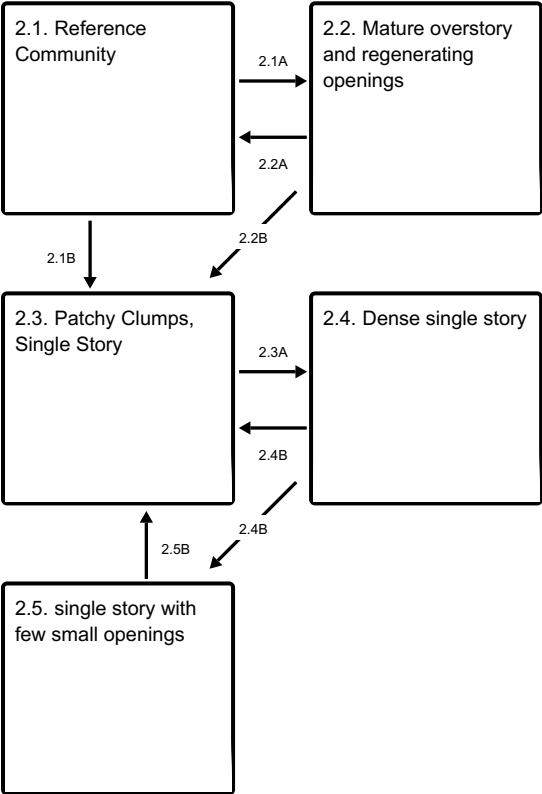 2.1. Reference
Community
2.1A
2.2. Mature overstory
and regenerating
openings
2.2A
2.2B
2.1B
2.3. Patchy Clumps,
Single Story
2.3A
2.4. Dense single story
2.4B
2.4B
2.5B
2.5. single story with
few small openings